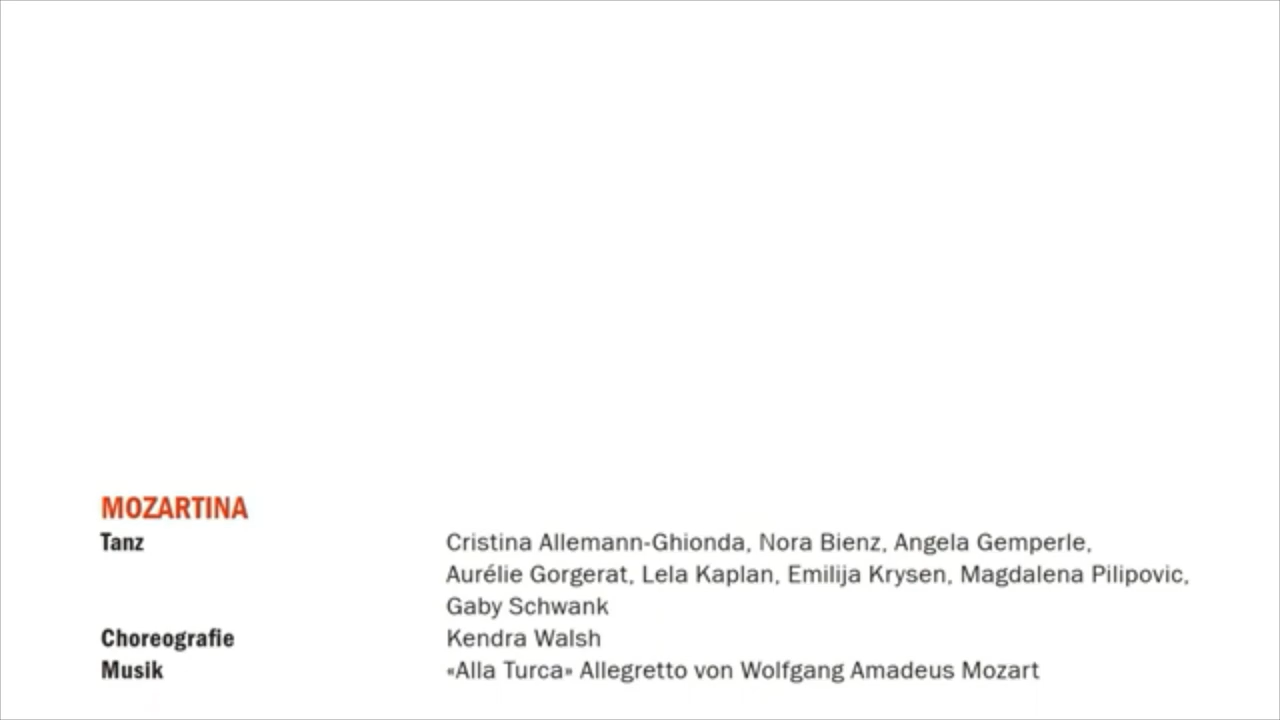 MOZARTINA
Tanz Cristina Allemann-Ghionda, Nora Bienz, Angela Gemperle,
Aurélie Gorgerat, Lela Kaplan, Emilija Krysen, Magdalena Pilipovic,
Gaby Schwank
Choreografie Kendra Walsh
Musik «Alla Turca» Allegretto von Wolfgang Amadeus Mozart